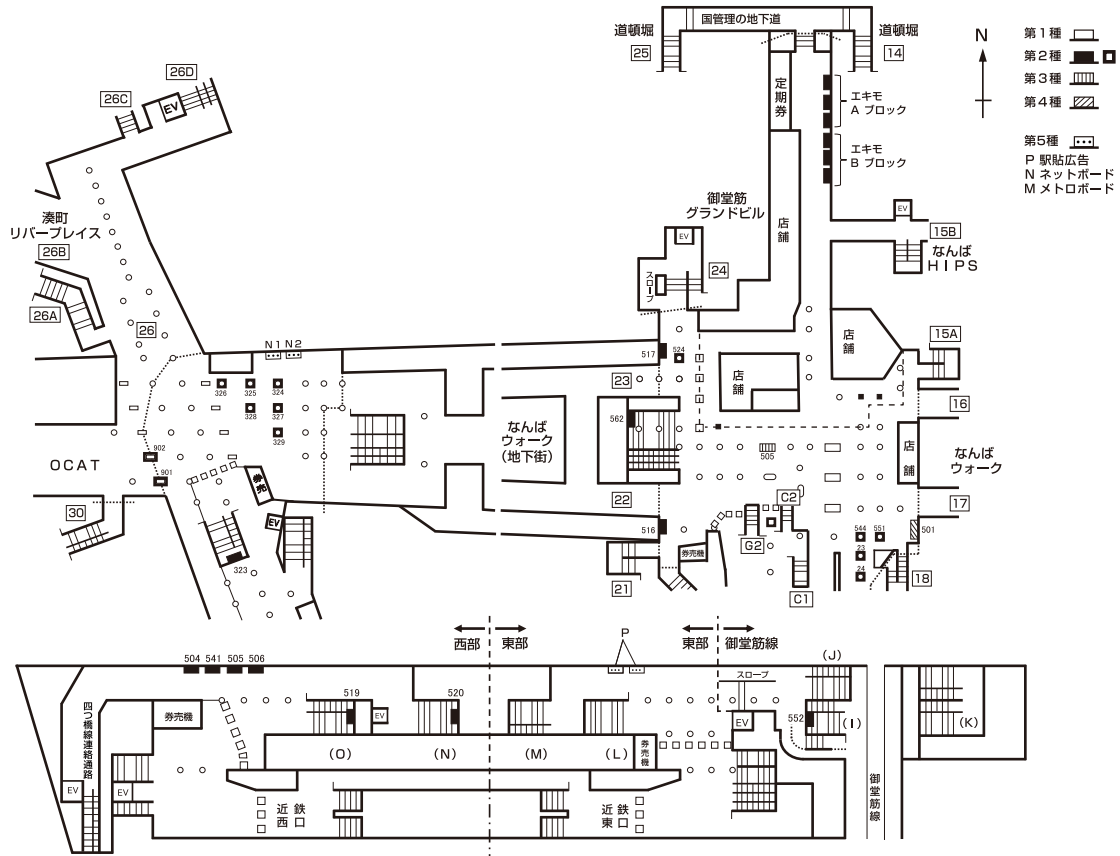 国管理の地下道
道頓堀
25
道頓堀
14
N
第1種
第2種
第3種
第4種
第5種
P 駅貼広告
N ネットボード
M メトロボード
26D
26C
EV
定期券
エキモ
A ブロック
エキモ
B ブロック
湊町
リバープレイス
26B
26A
26
御堂筋
グランドビル
店舗
EV
24
スロープ
EV
15B
なんば
HIPS
N1
N2
517
524
店舗
店舗
15A
326
325
324
328
327
329
23
562
16
なんば
ウォーク
(地下街)
505
店舗
なんば
ウォーク
902
901
OCAT
券売
22
C2
17
30
EV
516
G2
544
551
501
23
24
323
券売機
21
C1
18
西部
東部
東部
御堂筋線
P
(J)
504
541
505
506
スロープ
519
520
四つ橋線連絡通路
券売機
EV
EV
552
(I)
(K)
(O)
(N)
(M)
(L)
券売機
EV
EV
近鉄
西口
近鉄
東口
御堂筋線